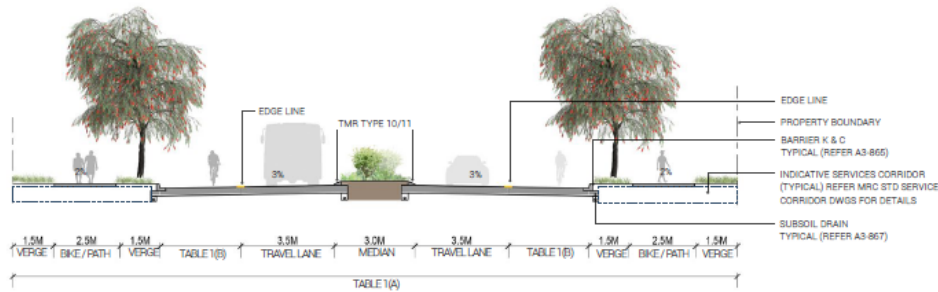 EDGE LINE
TMR TYPE 10/11
EDGE LINE
PROPERTY BOUNDARY
BARRIER K & C
TYPICAL (REFER A3-865)
INDICATIVE SERVICES CORRIDOR
(TYPICAL) REFER MRC STD SERVICE
CORRIDOR DWGS FOR DETAILS
SUBSOIL DRAIN
TYPICAL (REFER A3-867)
2% 3% 3% 2%
1.5M 2.5M 1.5M 3.5M 3.0M 3.5M 1.5M 2.5M 1.5M
VERGE BIKE / PATH VERGE TABLE 1(B) TRAVEL LANE MEDIAN TRAVEL LANE TABLE 1(B) VERGE BIKE / PATH VERGE
TABLE 1(A)